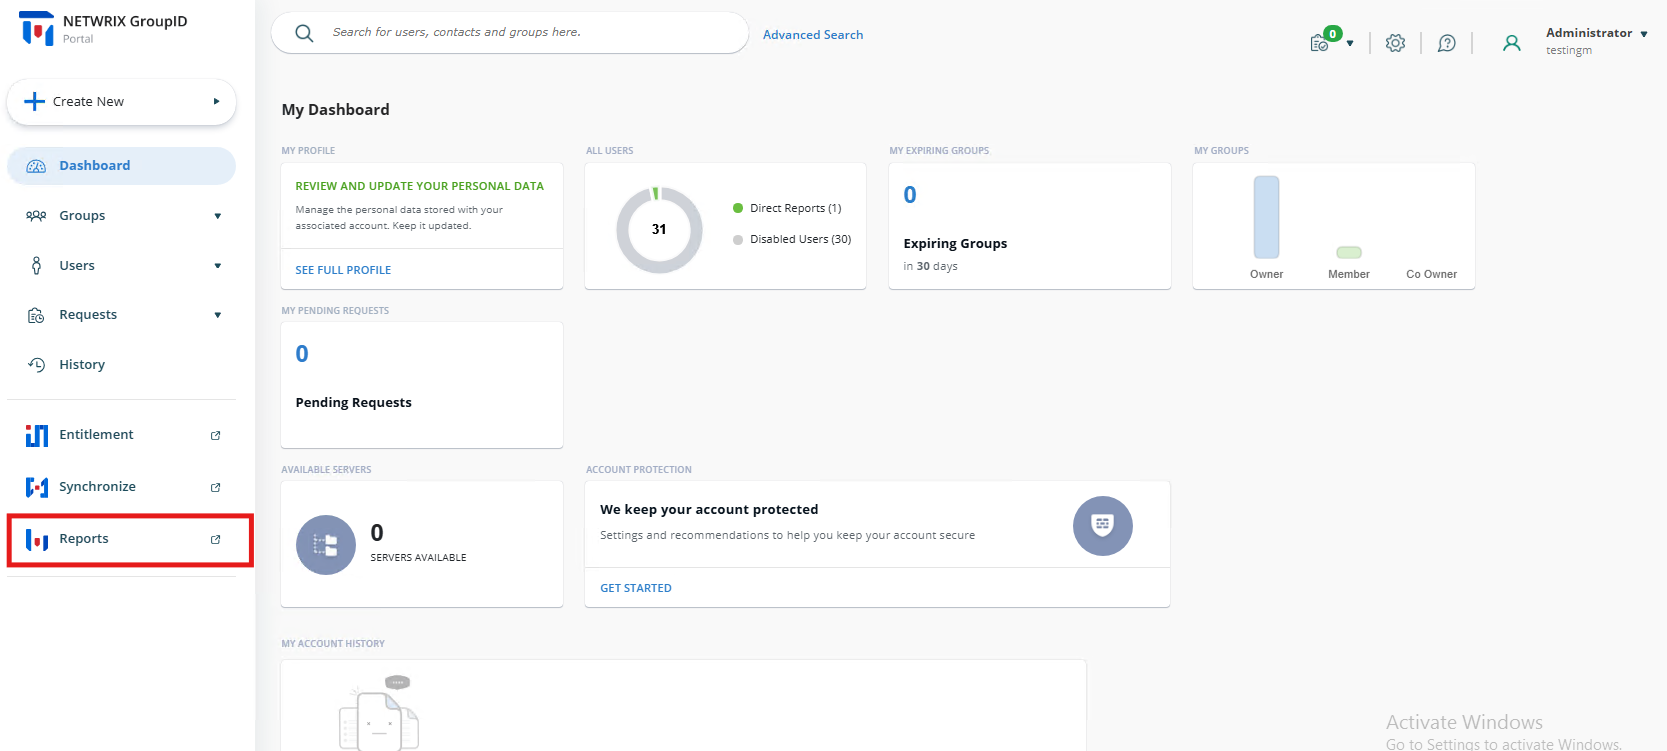 NETWRIX GroupID
Portal
Search for users, contacts and groups here.
Advanced Search
0
Administrator
testingm
Create New
Dashboard
Groups
Users
Requests
History
Entitlement
Synchronize
Reports
My Dashboard
MY PROFILE
REVIEW AND UPDATE YOUR PERSONAL DATA
Manage the personal data stored with your
associated account. Keep it updated.
SEE FULL PROFILE
ALL USERS
31
Direct Reports (1)
Disabled Users (30)
MY EXPIRING GROUPS
0
Expiring Groups
in 30 days
MY GROUPS
Owner
Member
Co Owner
MY PENDING REQUESTS
0
Pending Requests
AVAILABLE SERVERS
0
SERVERS AVAILABLE
ACCOUNT PROTECTION
We keep your account protected
Settings and recommendations to help you keep your account secure
GET STARTED
MY ACCOUNT HISTORY
Activate Windows
Go to Settings to activate Windows.